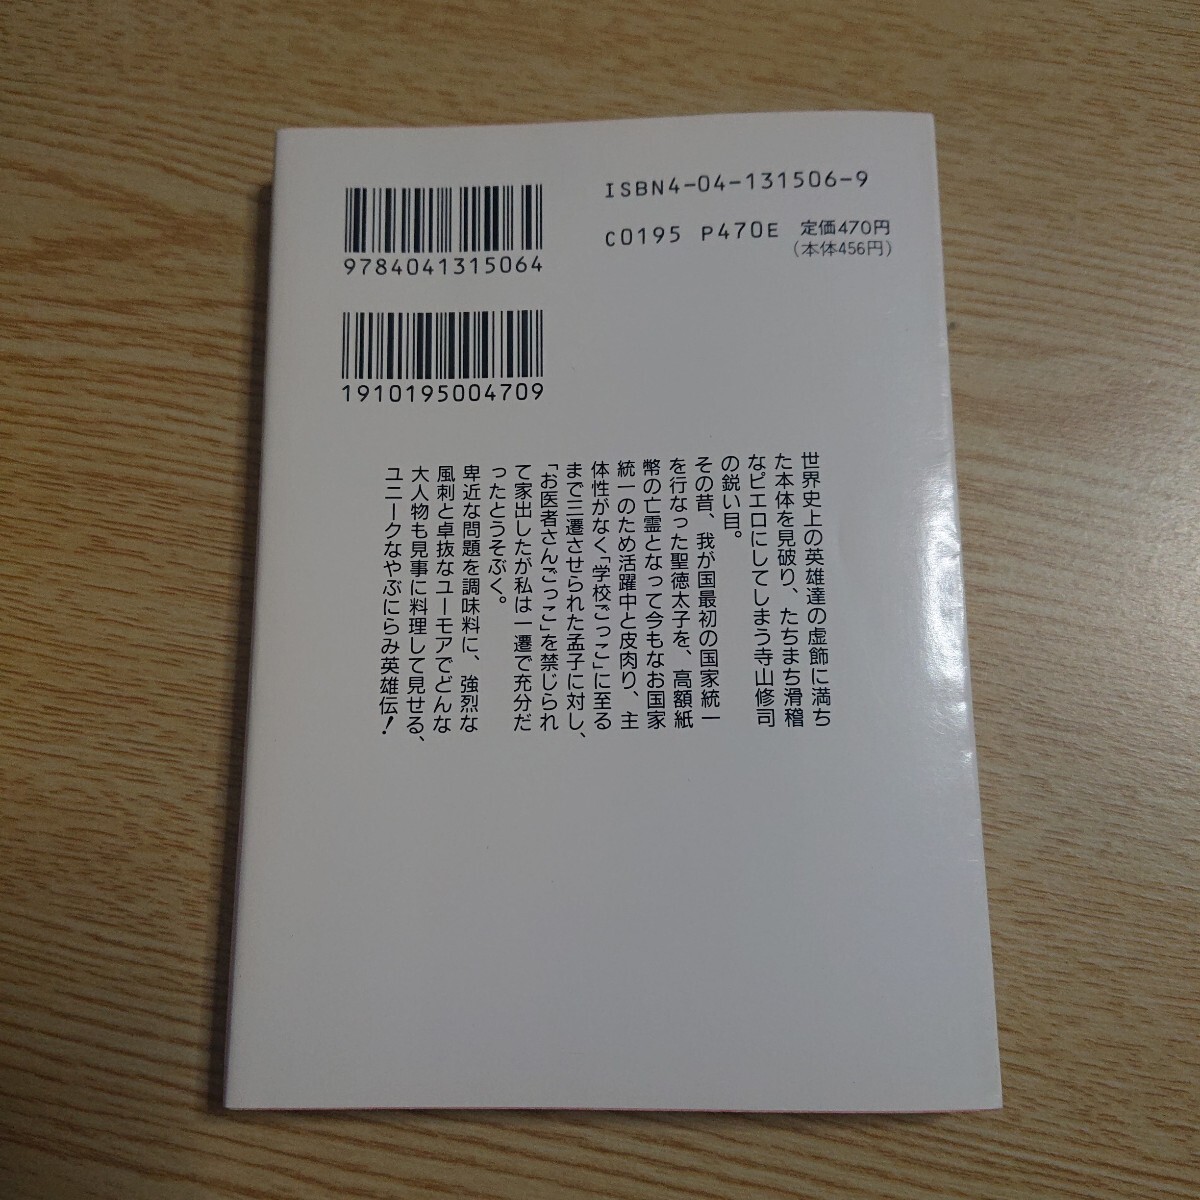 ISBN4-04-131506-9
C0195 P470E 定価470円
(本体456円)
9784041315064
1910195004709
世界史上の英雄達の虚飾に満ち
た本体を見破り、たちまち滑稽
なピエロにしてしまう寺山修司
の鋭い目。
その昔、我が国最初の国家統一
を行なった聖徳太子を、高額紙
幣の亡霊となって今もなお国家
統一のため活躍中と皮肉り、主
体性がなく「学校ごっこ」に至る
まで三遷させられた孟子に対し、
「お医者さんごっこ」を禁じられ
て家出したが私は一遷で充分だ
ったとうそぶく。
卑近な問題を調味料に、強烈な
風刺と卓抜なユーモアでどんな
大人物も見事に料理して見せる、
ユニークなやぶにらみ英雄伝!